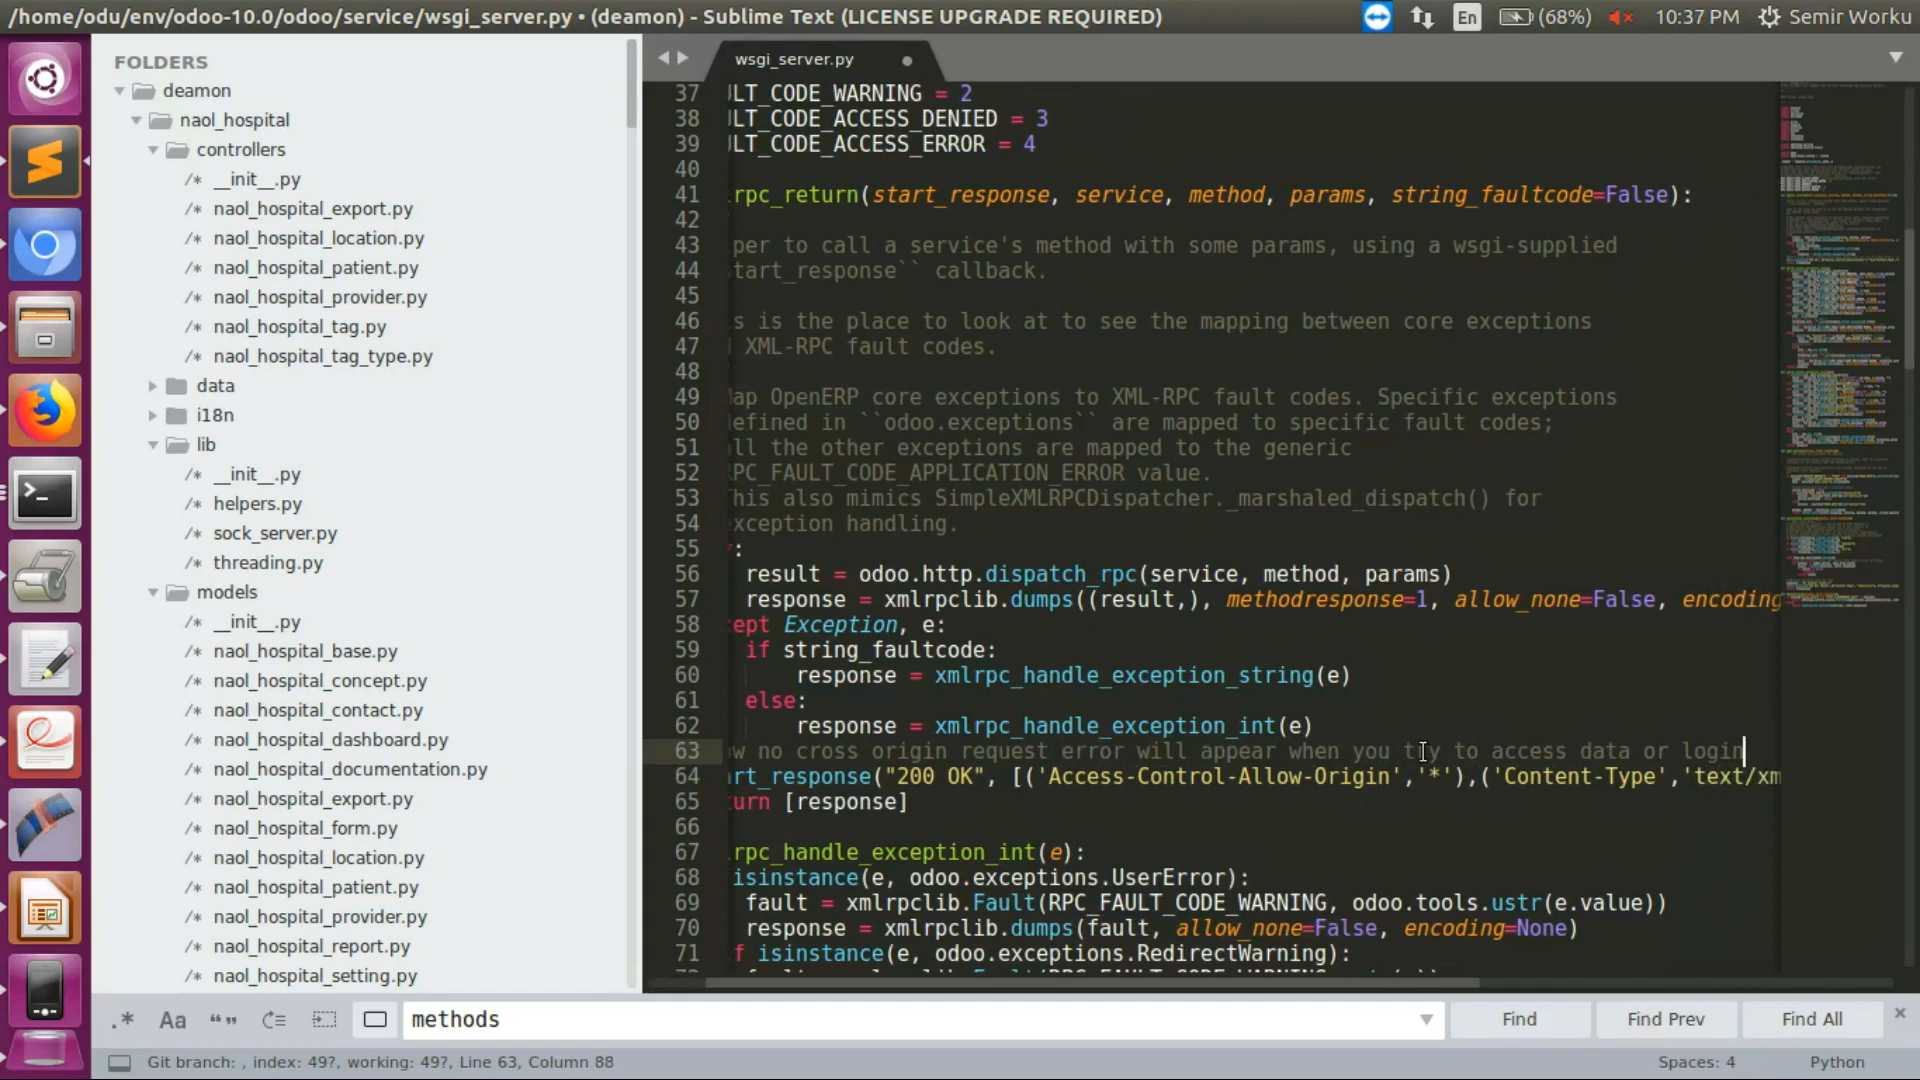 /home/odu/env/odoo-10.0/odoo/service/wsgi_server.py • (deamon) - Sublime Text (LICENSE UPGRADE REQUIRED)
En (68%) 10:37 PM Semir Worku
FOLDERS
deamon
naol_hospital
controllers
/* __init__.py
/* naol_hospital_export.py
/* naol_hospital_location.py
/* naol_hospital_patient.py
/* naol_hospital_provider.py
/* naol_hospital_tag.py
/* naol_hospital_tag_type.py
data
i18n
lib
/* __init__.py
/* helpers.py
/* sock_server.py
/* threading.py
models
/* __init__.py
/* naol_hospital_base.py
/* naol_hospital_concept.py
/* naol_hospital_contact.py
/* naol_hospital_dashboard.py
/* naol_hospital_documentation.py
/* naol_hospital_export.py
/* naol_hospital_form.py
/* naol_hospital_location.py
/* naol_hospital_patient.py
/* naol_hospital_provider.py
/* naol_hospital_report.py
/* naol_hospital_setting.py
wsgi_server.py
37 LT_CODE_WARNING = 2
38 LT_CODE_ACCESS_DENIED = 3
39 LT_CODE_ACCESS_ERROR = 4
40
41 rpc_return(start_response, service, method, params, string_faultcode=False):
42
43 per to call a service's method with some params, using a wsgi-supplied
44 tart_response`` callback.
45
46 s is the place to look at to see the mapping between core exceptions
47 XML-RPC fault codes.
48
49 Map OpenERP core exceptions to XML-RPC fault codes. Specific exceptions
50 defined in ``odoo.exceptions`` are mapped to specific fault codes;
51 all the other exceptions are mapped to the generic
52 RPC_FAULT_CODE_APPLICATION_ERROR value.
53 This also mimics SimpleXMLRPCDispatcher._marshaled_dispatch() for
54 exception handling.
55 :
56 result = odoo.http.dispatch_rpc(service, method, params)
57 response = xmlrpclib.dumps((result,), methodresponse=1, allow_none=False, encoding
58 ept Exception, e:
59 if string_faultcode:
60 response = xmlrpc_handle_exception_string(e)
61 else:
62 response = xmlrpc_handle_exception_int(e)
63 ow no cross origin request error will appear when you try to access data or login
64 rt_response("200 OK", [('Access-Control-Allow-Origin','*'),('Content-Type','text/xm
65 urn [response]
66
67 rpc_handle_exception_int(e):
68 isinstance(e, odoo.exceptions.UserError):
69 fault = xmlrpclib.Fault(RPC_FAULT_CODE_WARNING, odoo.tools.ustr(e.value))
70 response = xmlrpclib.dumps(fault, allow_none=False, encoding=None)
71 f isinstance(e, odoo.exceptions.RedirectWarning):
.* Aa “” methods Find Find Prev Find All
Git branch: , index: 49?, working: 49?, Line 63, Column 88 Spaces: 4 Python